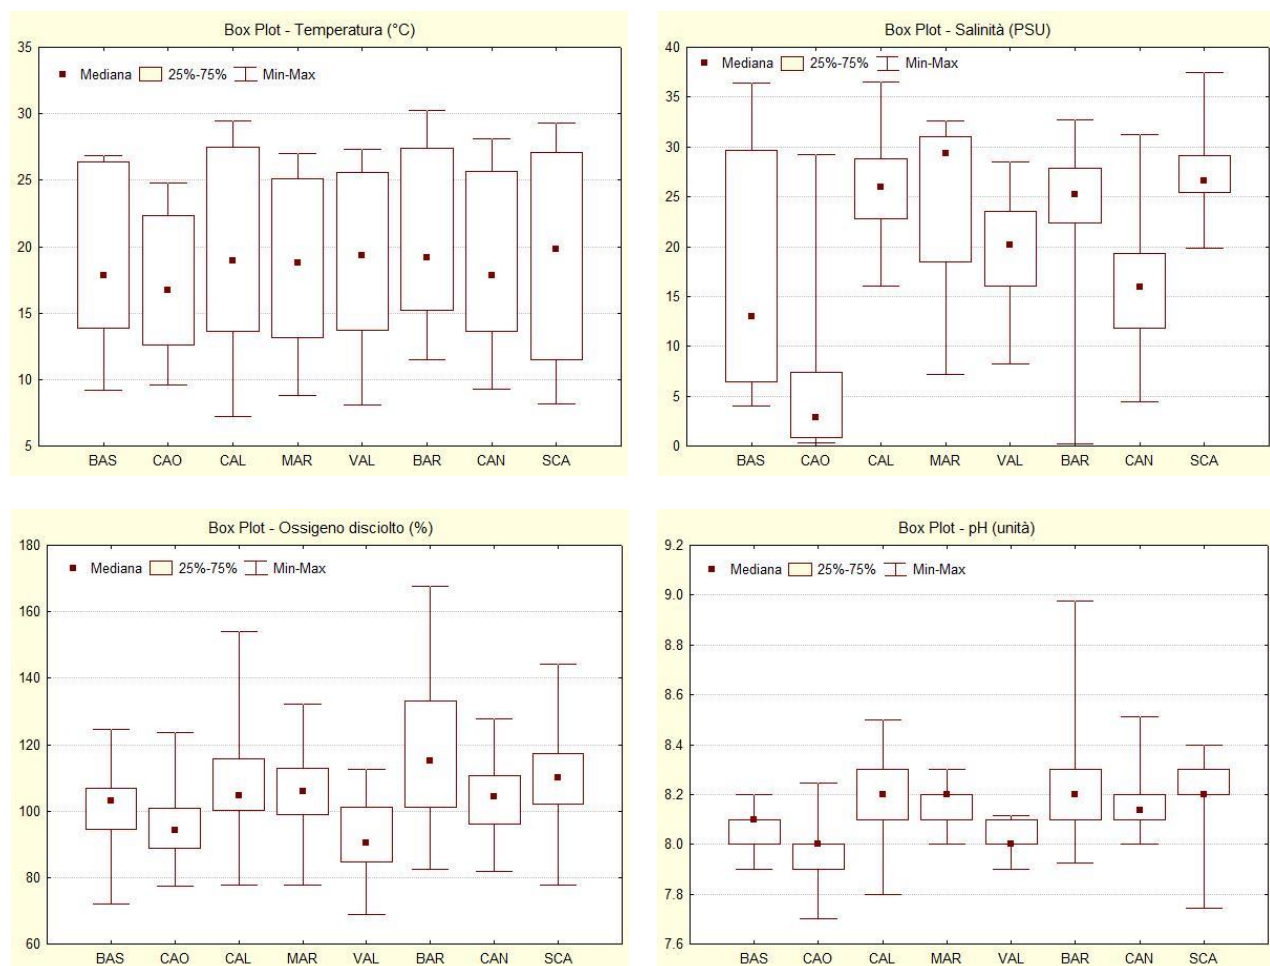 Box Plot - Temperatura (°C)
35
Mediana 25%-75% Min-Max
30
25
20
15
10
5
BAS CAO CAL MAR VAL BAR CAN SCA
Box Plot - Salinità (PSU)
40
Mediana 25%-75% Min-Max
35
30
25
20
15
10
5
0
BAS CAO CAL MAR VAL BAR CAN SCA
Box Plot - Ossigeno disciolto (%)
180
Mediana 25%-75% Min-Max
160
140
120
100
80
60
BAS CAO CAL MAR VAL BAR CAN SCA
Box Plot - pH (unità)
9.2
Mediana 25%-75% Min-Max
9.0
8.8
8.6
8.4
8.2
8.0
7.8
7.6
BAS CAO CAL MAR VAL BAR CAN SCA